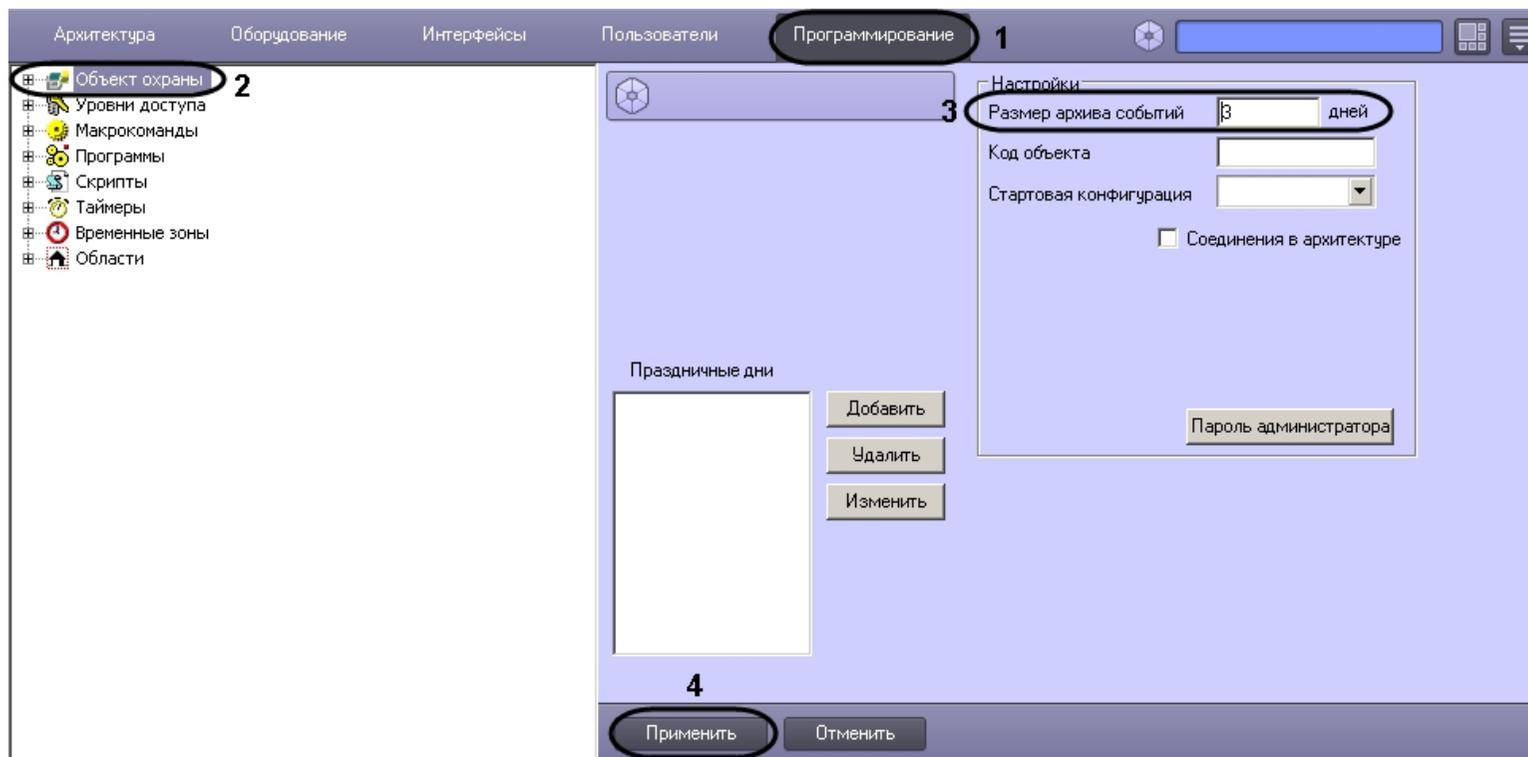 Архитектура
Оборудование
Интерфейсы
Пользователи
Программирование
1
Объект охраны
2
Уровни доступа
Макрокоманды
Программы
Скрипты
Таймеры
Временные зоны
Области
Настройки
3
Размер архива событий
3
дней
Код объекта
Стартовая конфигурация
Соединения в архитектуре
Пароль администратора
Праздничные дни
Добавить
Удалить
Изменить
4
Применить
Отменить